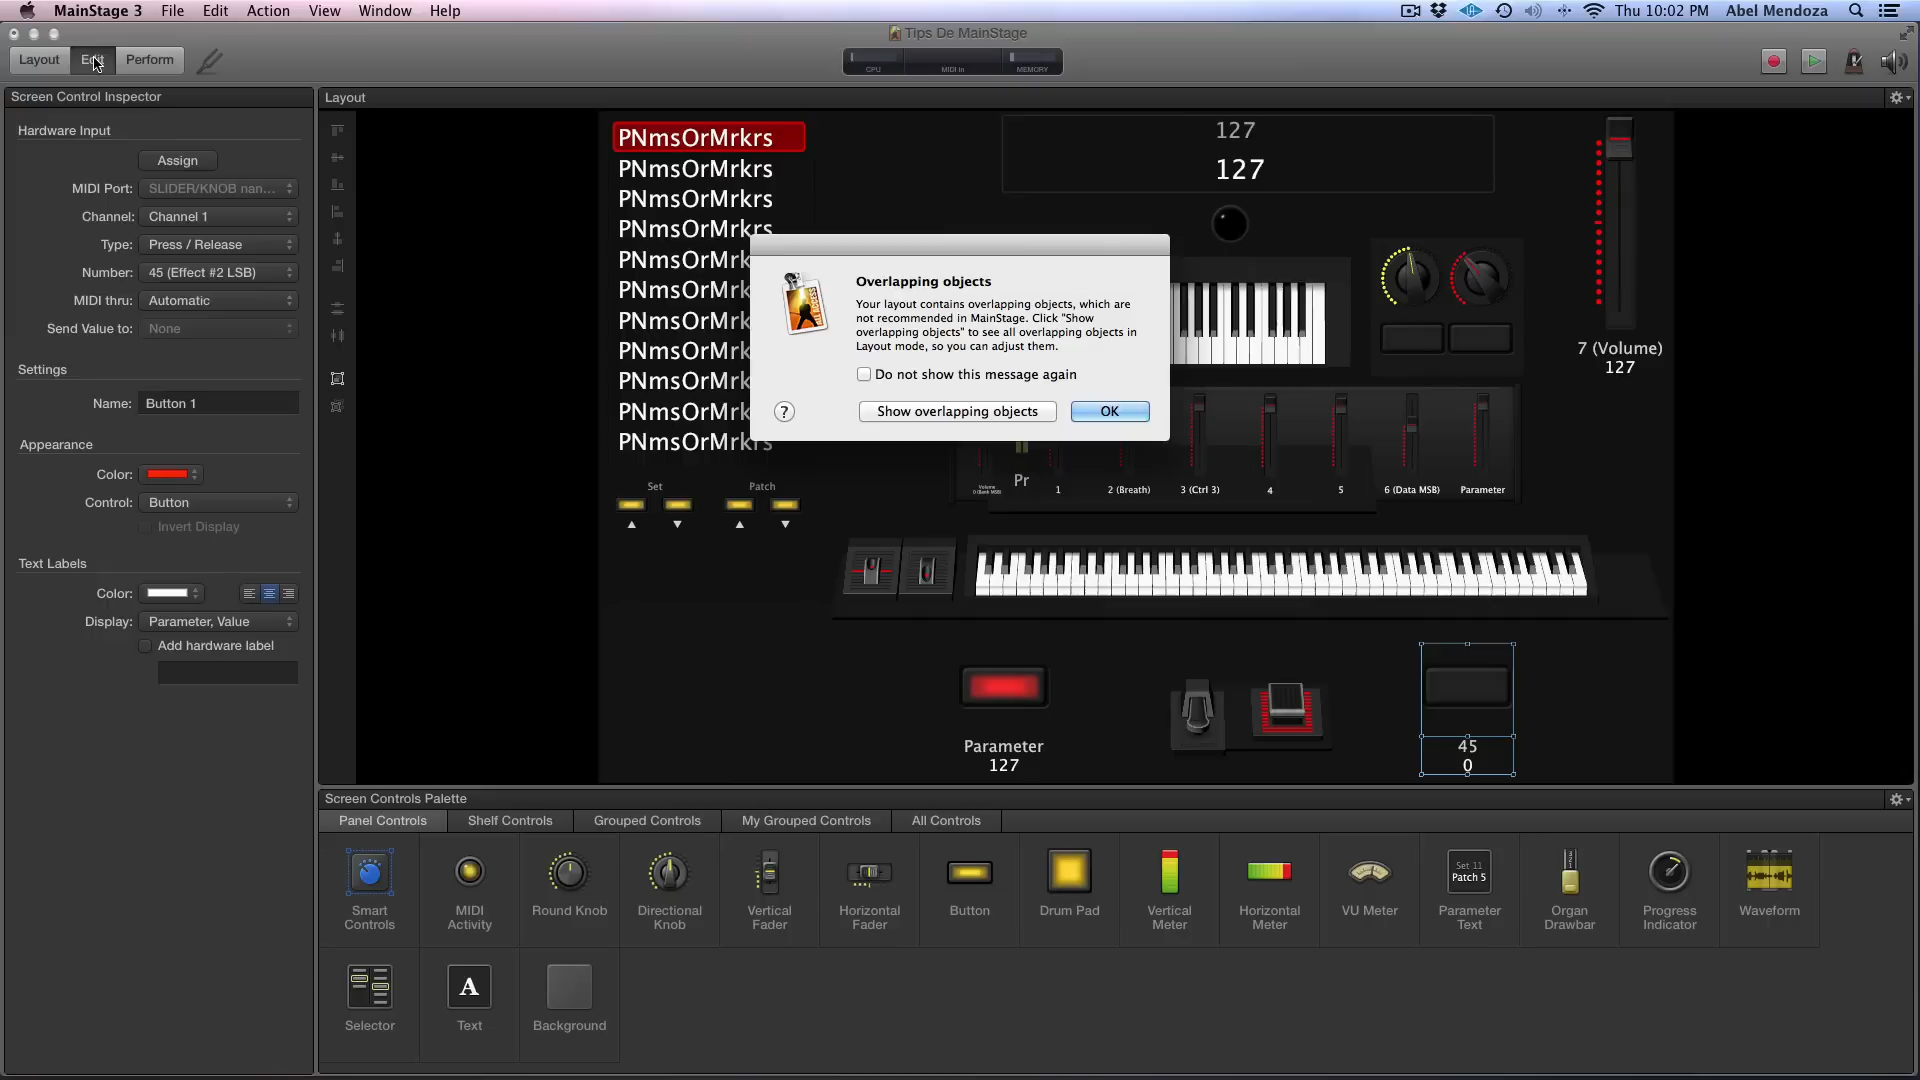 MainStage 3 File Edit Action View Window Help
Thu 10:02 PM Abel Mendoza
Tips De MainStage
Layout Edit Perform
CPU MIDI In MEMORY
Screen Control Inspector
Hardware Input
Assign
MIDI Port: SLIDER/KNOB nan...
Channel: Channel 1
Type: Press / Release
Number: 45 (Effect #2 LSB)
MIDI thru: Automatic
Send Value to: None
Settings
Name: Button 1
Appearance
Color:
Control: Button
Invert Display
Text Labels
Color:
Display: Parameter, Value
Add hardware label
Layout
PNmsOrMrkrs
PNmsOrMrkrs
PNmsOrMrkrs
PNmsOrMrkrs
PNmsOrMrk
PNmsOrMrk
PNmsOrMrk
PNmsOrMrk
PNmsOrMrk
PNmsOrMrk
PNmsOrMrkrs
127
127
7 (Volume)
127
Overlapping objects
Your layout contains overlapping objects, which are
not recommended in MainStage. Click "Show
overlapping objects" to see all overlapping objects in
Layout mode, so you can adjust them.
Do not show this message again
? Show overlapping objects OK
Set Patch
Pr
Volume
0 (Bank MSB) 1 2 (Breath) 3 (Ctrl 3) 4 5 6 (Data MSB) Parameter
Parameter
127
45
0
Screen Controls Palette
Panel Controls Shelf Controls Grouped Controls My Grouped Controls All Controls
Set 11
Patch 5
Smart
Controls
MIDI
Activity
Round Knob
Directional
Knob
Vertical
Fader
Horizontal
Fader
Button
Drum Pad
Vertical
Meter
Horizontal
Meter
VU Meter
Parameter
Text
Organ
Drawbar
Progress
Indicator
Waveform
A
Selector Text Background